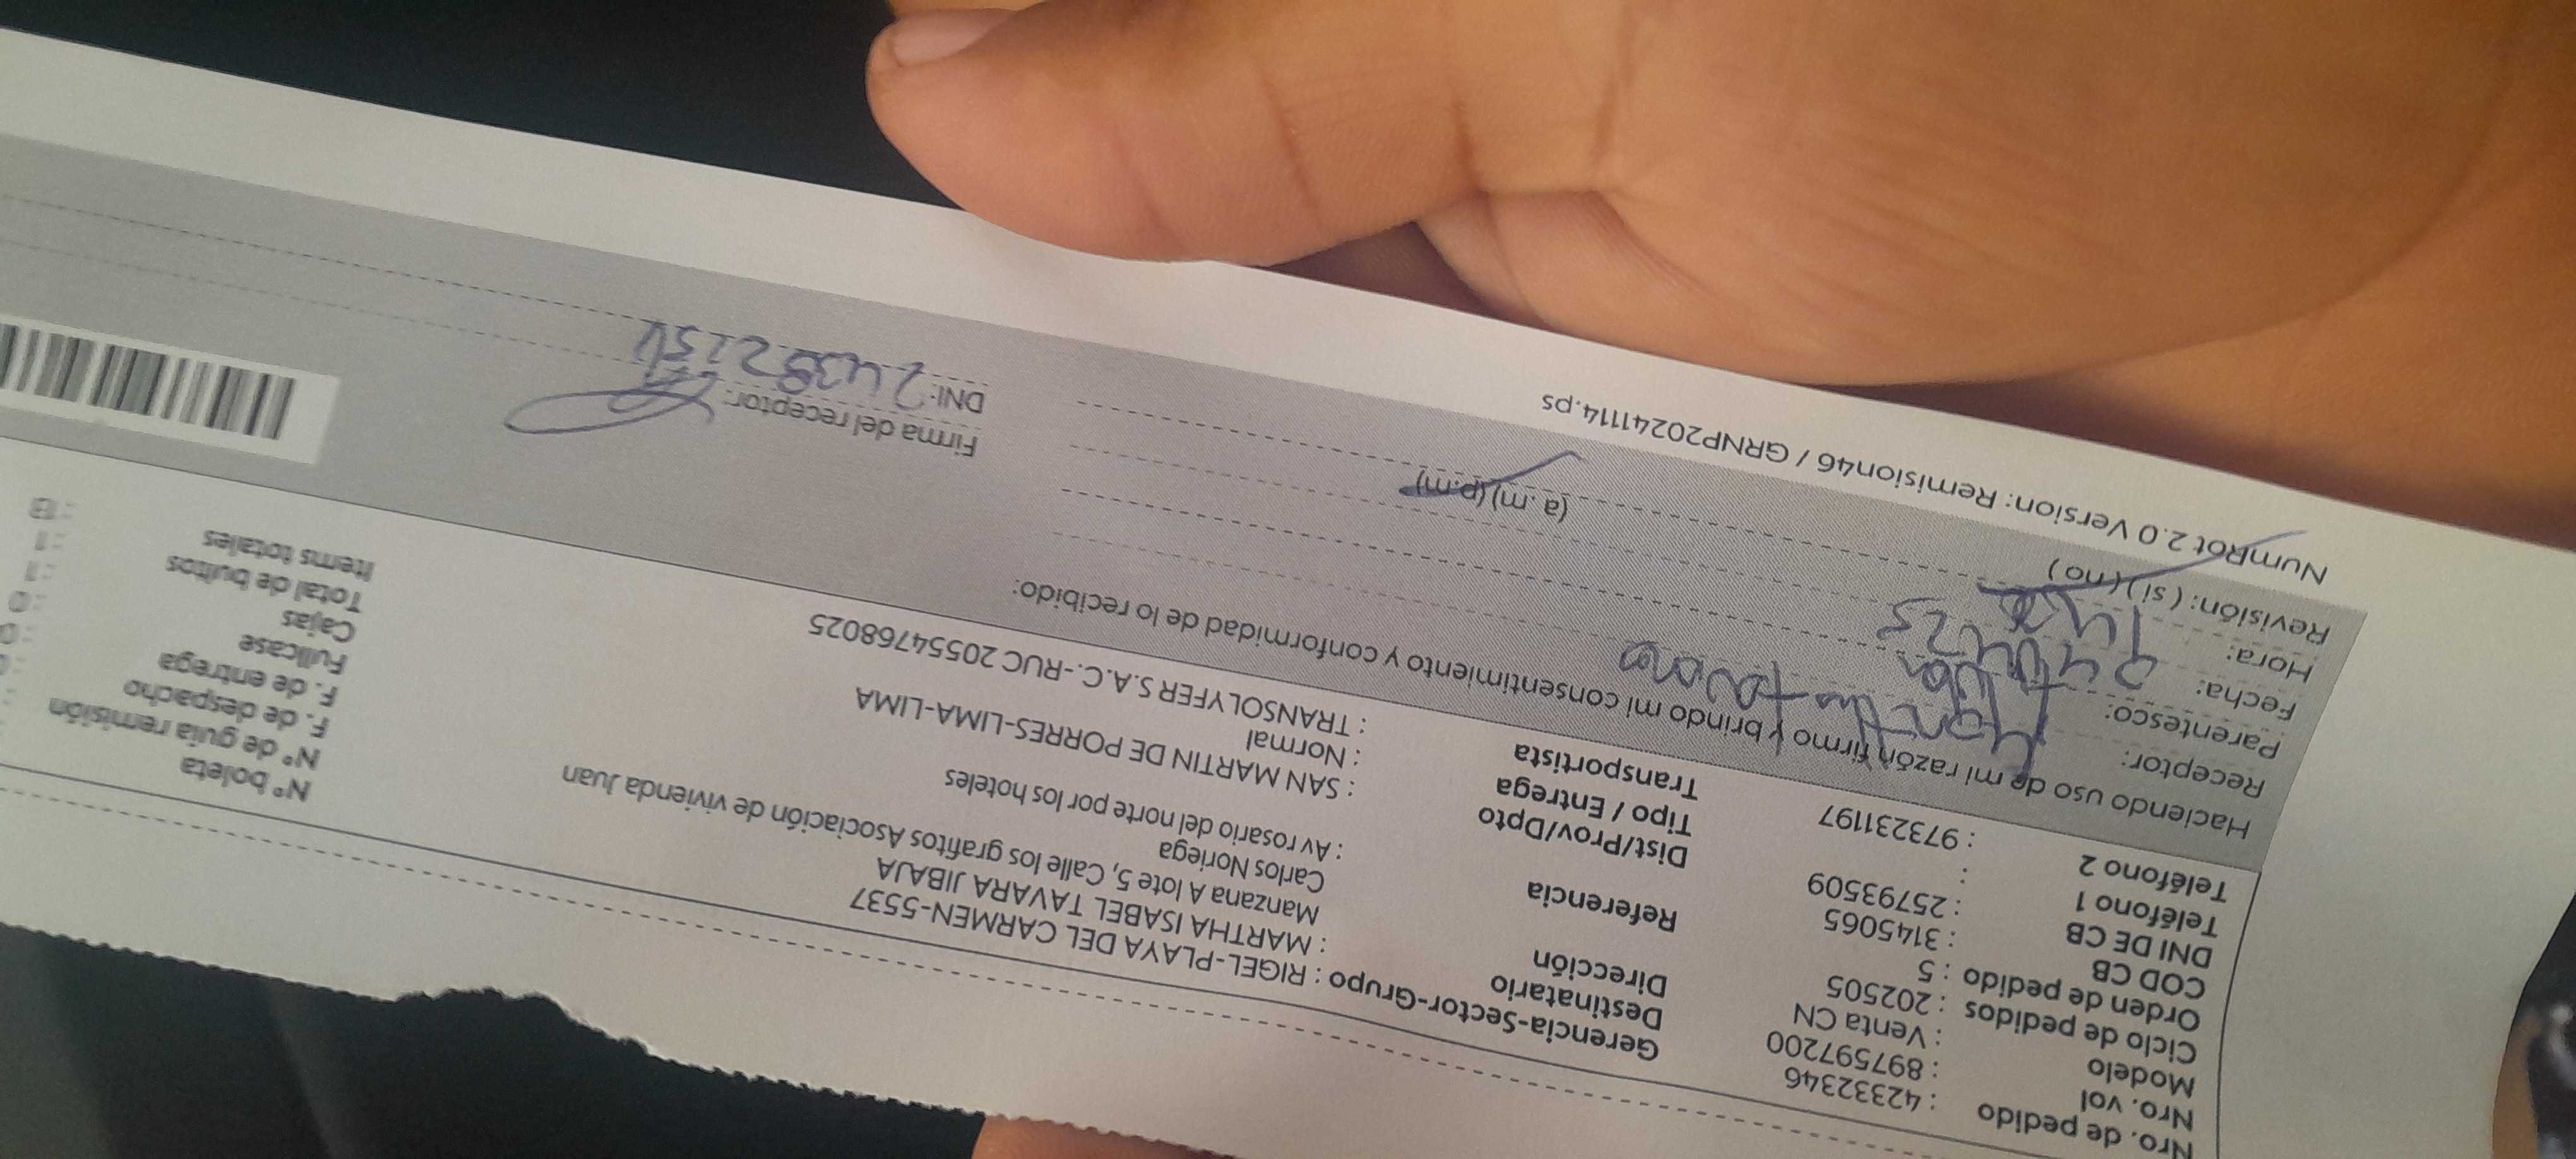 Nro. de pedido : 42332346
Nro. vol : 897597200
Modelo : Venta CN
Ciclo de pedidos : 202505
Orden de pedido : 5
COD CB : 3145065
DNI DE CB : 25793509
Teléfono 1 :
Teléfono 2 : 973231197
Gerencia-Sector-Grupo : RIGEL-PLAYA DEL CARMEN-5537
Destinatario : MARTHA ISABEL TAVARA JIBAJA
Dirección Manzana A lote 5, Calle los grafitos Asociación de vivienda Juan
Carlos Noriega
Referencia : Av rosario del norte por los hoteles
Dist/Prov/Dpto : SAN MARTIN DE PORRES-LIMA-LIMA
Tipo / Entrega : Normal
Transportista : TRANSOLYFER S.A.C.-RUC 20554768025
N° boleta
N° de guía remisión
F. de despacho
F. de entrega
Fullcase : 0
Cajas : 1
Total de bultos : 1
Items totales
Haciendo uso de mi razón firmo y brindo mi consentimiento y conformidad de lo recibido:
Receptor:
Parentesco:
Fecha:
Hora: (a.m) (p.m)
Revisión: (si) (no)
Firma del receptor:
DNI:
NumRot 2.0 Version: Remision46 / GRNP20241114.ps